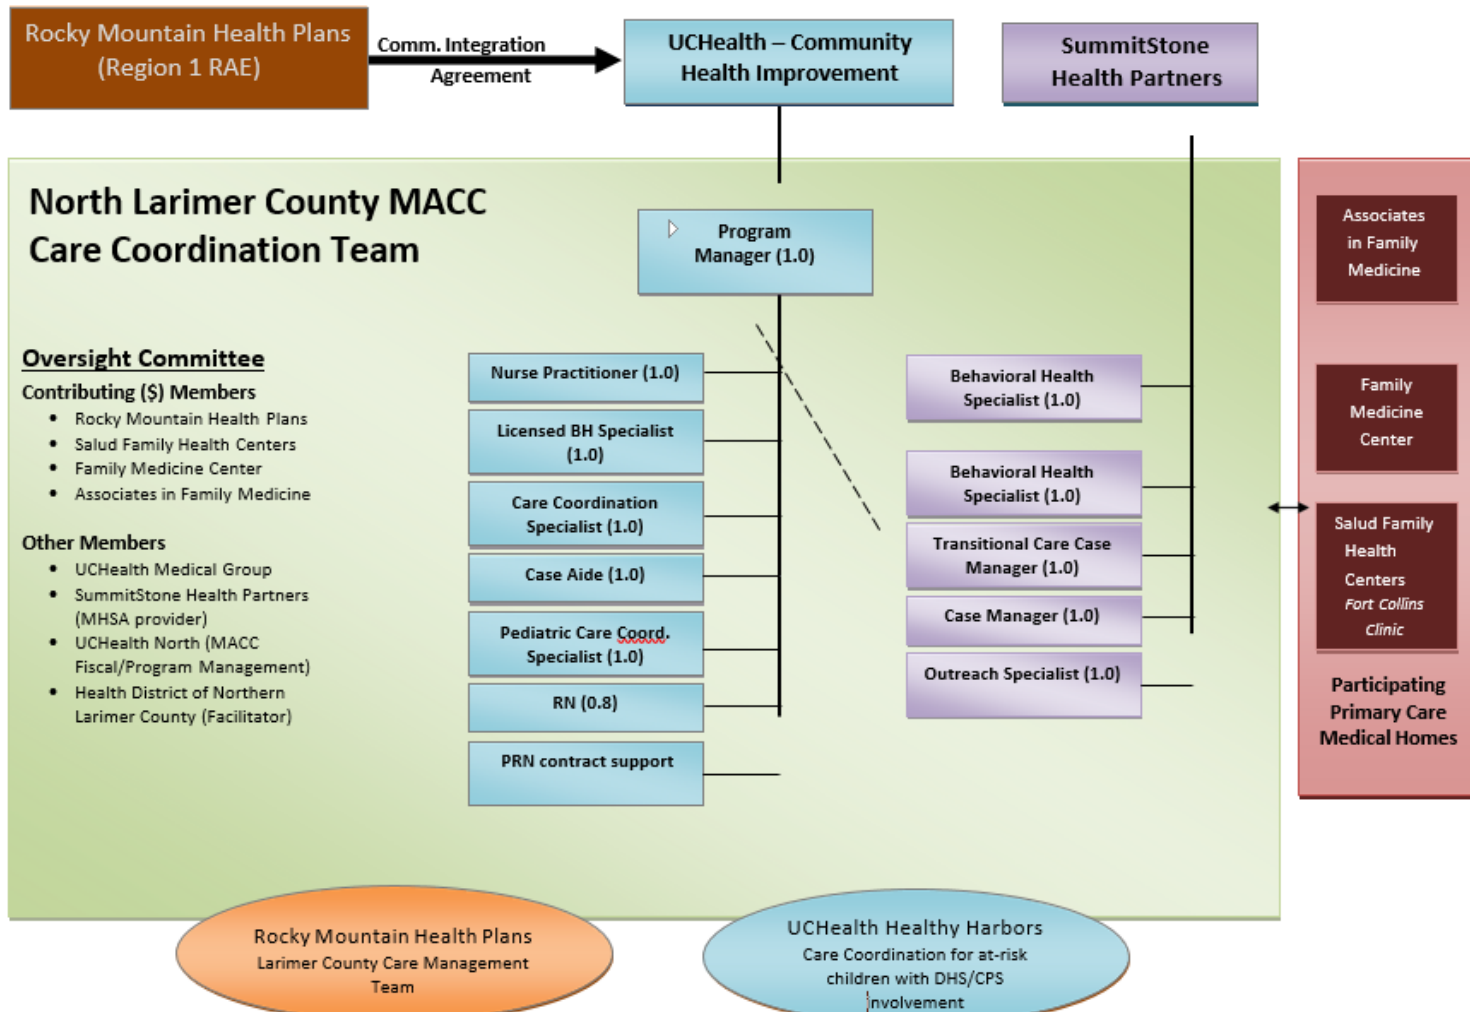 Rocky Mountain Health Plans
(Region 1 RAE)
Comm. Integration
Agreement
UCHealth – Community
Health Improvement
SummitStone
Health Partners
North Larimer County MACC
Care Coordination Team
Program
Manager (1.0)
Oversight Committee
Contributing ($) Members
• Rocky Mountain Health Plans
• Salud Family Health Centers
• Family Medicine Center
• Associates in Family Medicine
Other Members
• UCHealth Medical Group
• SummitStone Health Partners
(MHSA provider)
• UCHealth North (MACC
Fiscal/Program Management)
• Health District of Northern
Larimer County (Facilitator)
Nurse Practitioner (1.0)
Licensed BH Specialist
(1.0)
Care Coordination
Specialist (1.0)
Case Aide (1.0)
Pediatric Care Coord.
Specialist (1.0)
RN (0.8)
PRN contract support
Behavioral Health
Specialist (1.0)
Behavioral Health
Specialist (1.0)
Transitional Care Case
Manager (1.0)
Case Manager (1.0)
Outreach Specialist (1.0)
Associates
in Family
Medicine
Family
Medicine
Center
Salud Family
Health
Centers
Fort Collins
Clinic
Participating
Primary Care
Medical Homes
Rocky Mountain Health Plans
Larimer County Care Management
Team
UCHealth Healthy Harbors
Care Coordination for at-risk
children with DHS/CPS
involvement